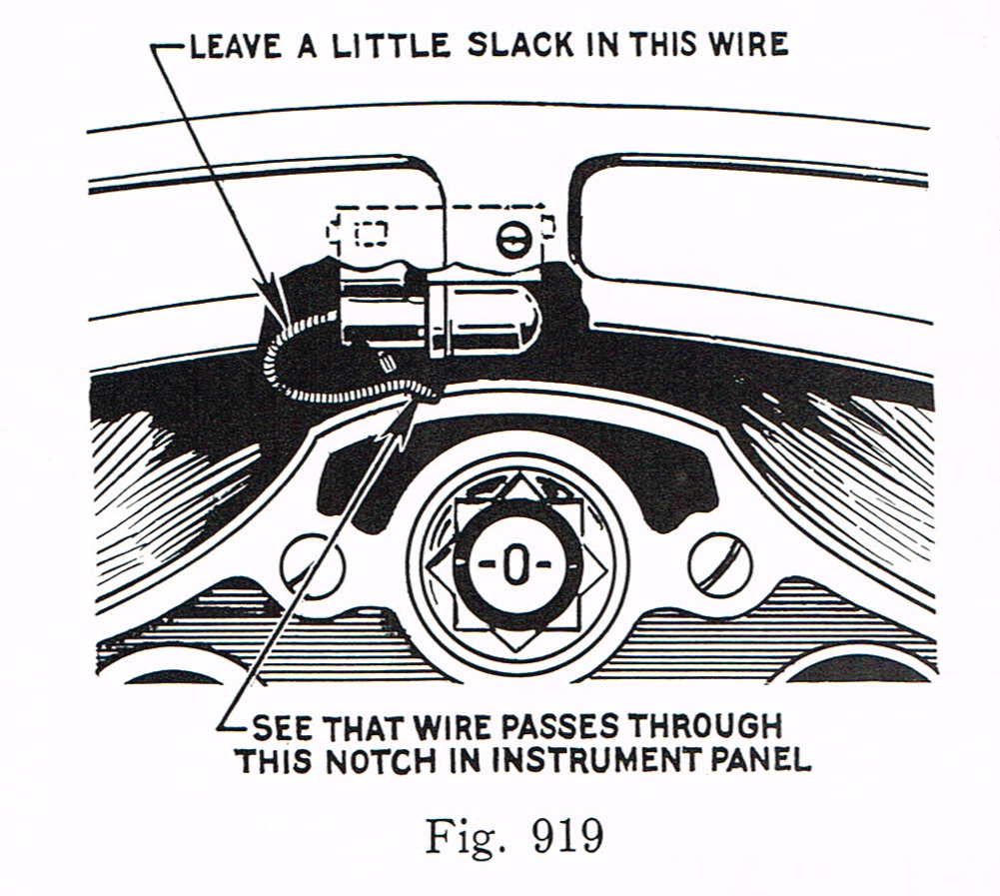 LEAVE A LITTLE SLACK IN THIS WIRE
-0-
SEE THAT WIRE PASSES THROUGH
THIS NOTCH IN INSTRUMENT PANEL
Fig. 919